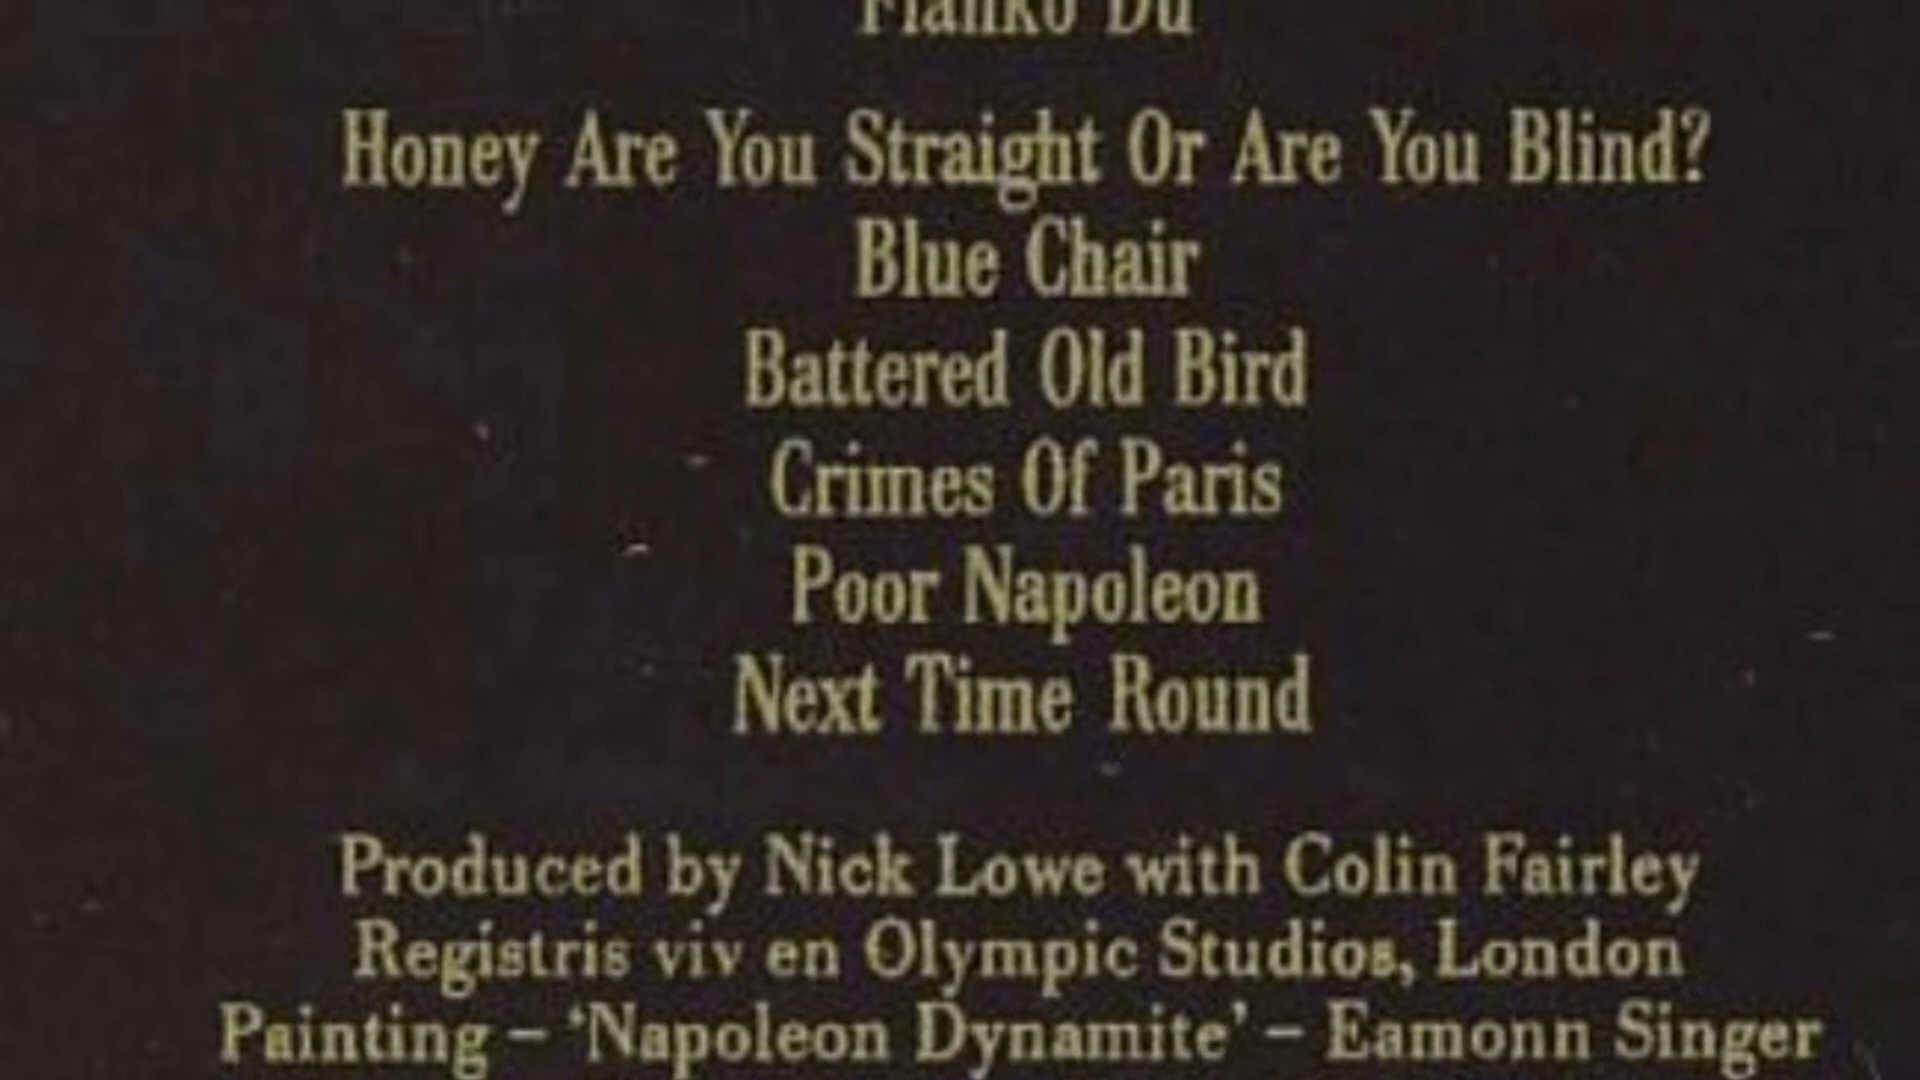 Flanko Du
Honey Are You Straight Or Are You Blind?
Blue Chair
Battered Old Bird
Crimes Of Paris
Poor Napoleon
Next Time Round
Produced by Nick Lowe with Colin Fairley
Registris viv en Olympic Studios, London
Painting – ‘Napoleon Dynamite’ – Eamonn Singer